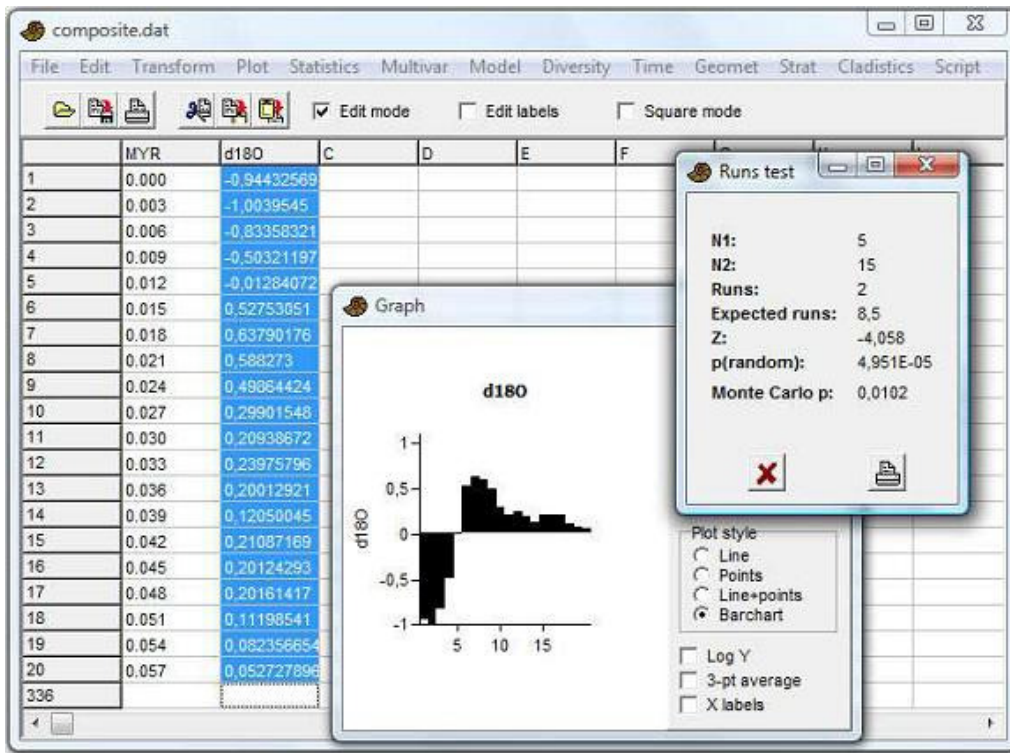 composite.dat
File Edit Transform Plot Statistics Multivar Model Diversity Time Geomet Strat Cladistics Script
Edit mode Edit labels Square mode
MYR d18O C D E F
1 0.000 -0,94432569
2 0.003 -1,0039545
3 0.006 -0,83358321
4 0.009 -0,50321197
5 0.012 -0,01284072
6 0.015 0,52753051
7 0.018 0,63790176
8 0.021 0,588273
9 0.024 0,49864424
10 0.027 0,29901548
11 0.030 0,20938672
12 0.033 0,23975796
13 0.036 0,20012921
14 0.039 0,12050045
15 0.042 0,21087169
16 0.045 0,20124293
17 0.048 0,20161417
18 0.051 0,11198541
19 0.054 0,082356654
20 0.057 0,052727896
336
Graph
d18O
d18O
1
0,5
0
-0,5
-1
5 10 15
Plot style
Line
Points
Line+points
Barchart
Log Y
3-pt average
X labels
Runs test
N1: 5
N2: 15
Runs: 2
Expected runs: 8,5
Z: -4,058
p(random): 4,951E-05
Monte Carlo p: 0,0102